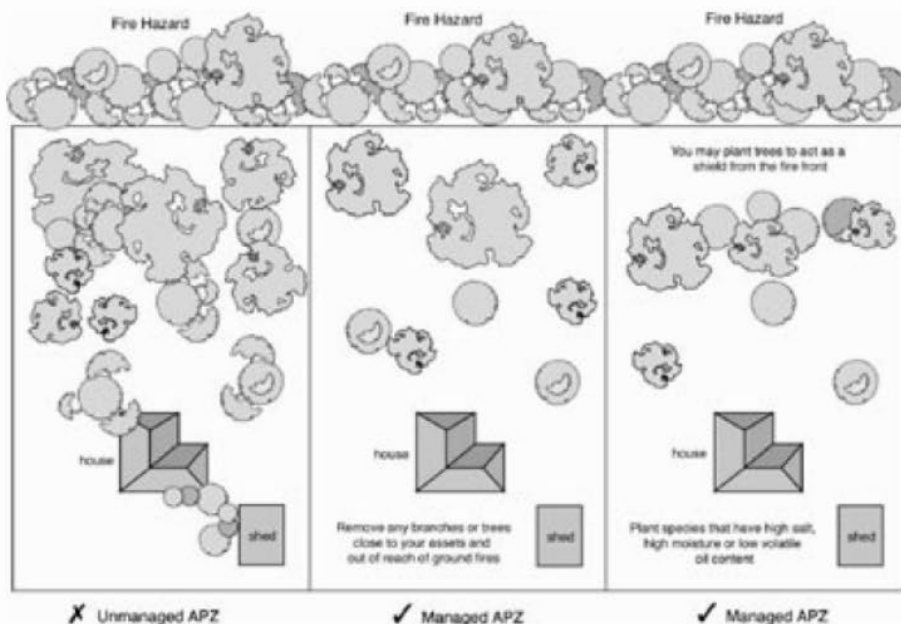 Fire Hazard
Fire Hazard
Fire Hazard
You may plant trees to act as a
shield from the fire front
house
house
house
shed
Remove any branches or trees
close to your assets and
out of reach of ground fires
shed
Plant species that have high salt,
high moisture or low volatile
oil content
shed
✗ Unmanaged APZ
✓ Managed APZ
✓ Managed APZ